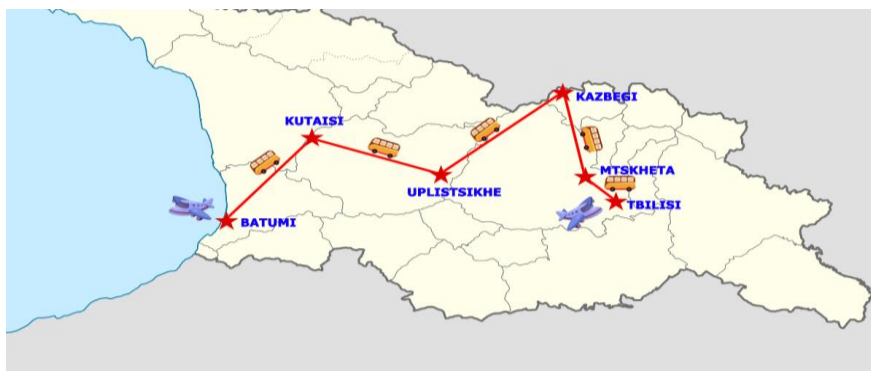 KAZBEGI
KUTAISI
MTSKHETA
UPLISTSIKHE
TBILISI
BATUMI